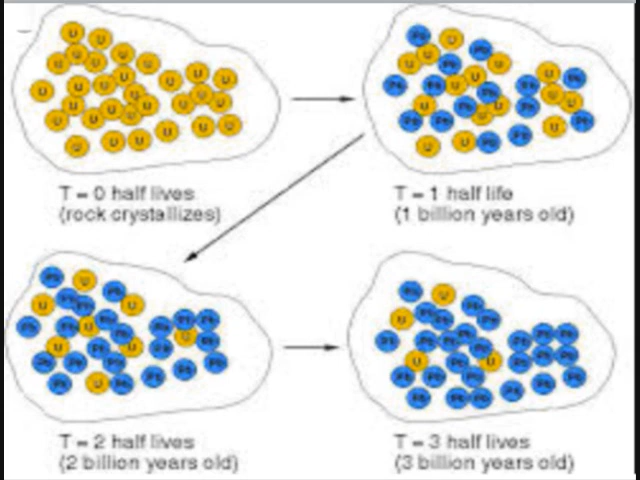 T = 0 half lives
(rock crystallizes)
T = 1 half life
(1 billion years old)
T = 2 half lives
(2 billion years old)
T = 3 half lives
(3 billion years old)